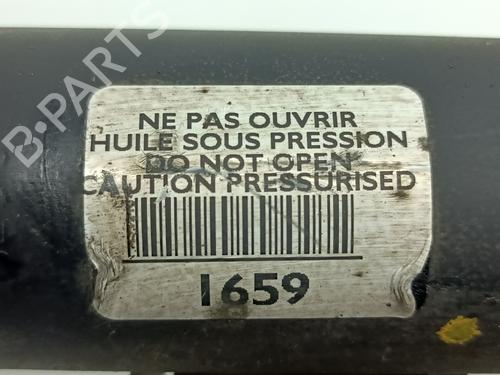 NE PAS OUVRIR
HUILE SOUS PRESSION
DO NOT OPEN
CAUTION PRESSURISED
1659
B-PARTS